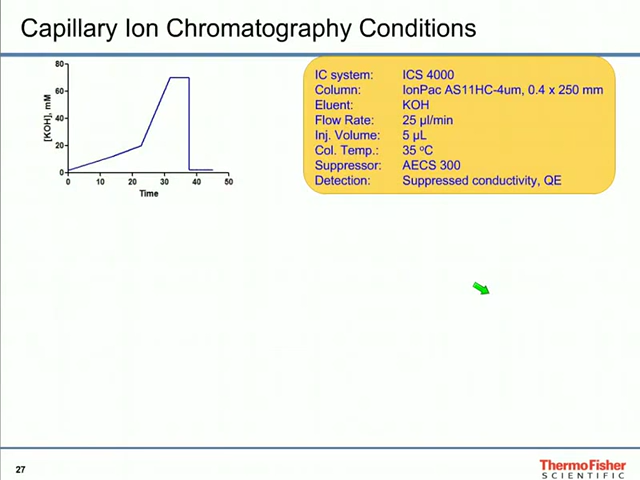 Capillary Ion Chromatography Conditions
80
60
40
20
0
[KOH], mM
0 10 20 30 40 50
Time
IC system: ICS 4000
Column: IonPac AS11HC-4um, 0.4 x 250 mm
Eluent: KOH
Flow Rate: 25 µl/min
Inj. Volume: 5 µL
Col. Temp.: 35 ºC
Suppressor: AECS 300
Detection: Suppressed conductivity, QE
27
ThermoFisher
SCIENTIFIC